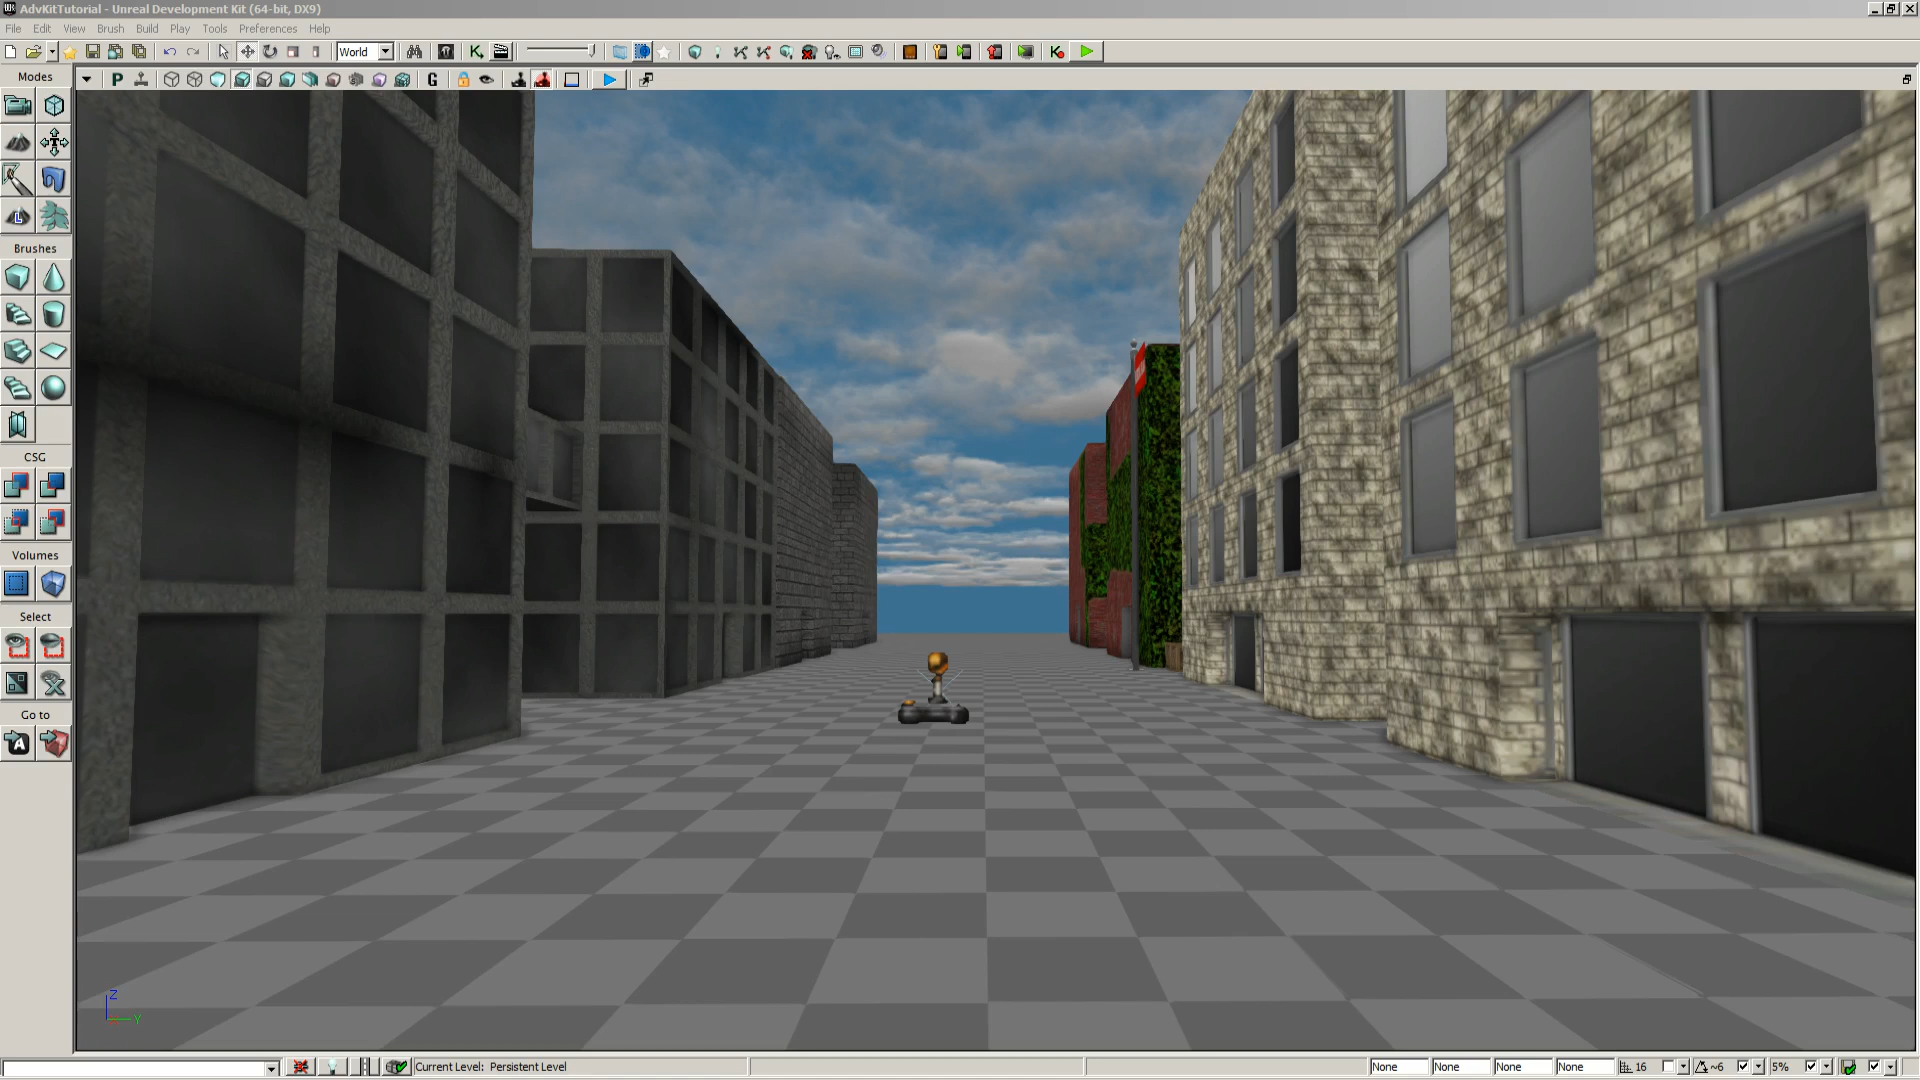 AdvKitTutorial - Unreal Development Kit (64-bit, DX9)
File Edit View Brush Build Play Tools Preferences Help
World
Modes
P G
L
Brushes
CSG
Volumes
Select
Go to
A
Z
Y
Current Level: Persistent Level
None None None None 16 ~6 5%